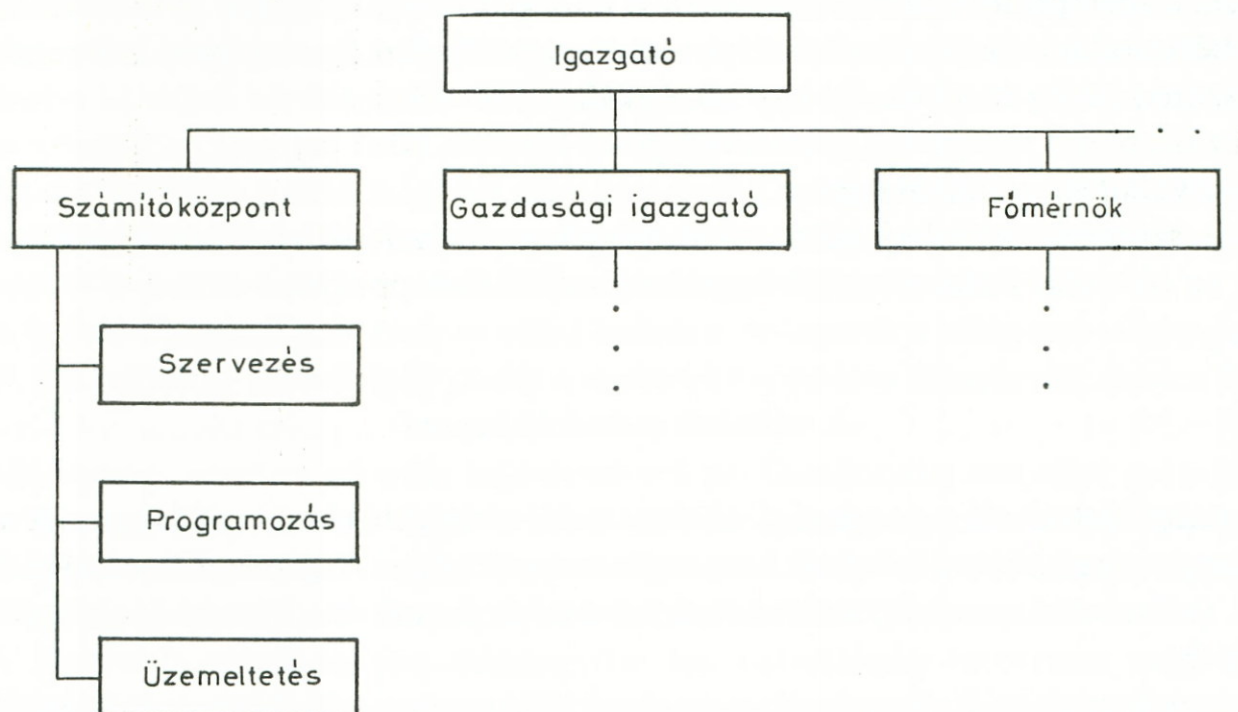 Igazgató
Számítóközpont
Gazdasági igazgató
Főmérnök
Szervezés
Programozás
Üzemeltetés